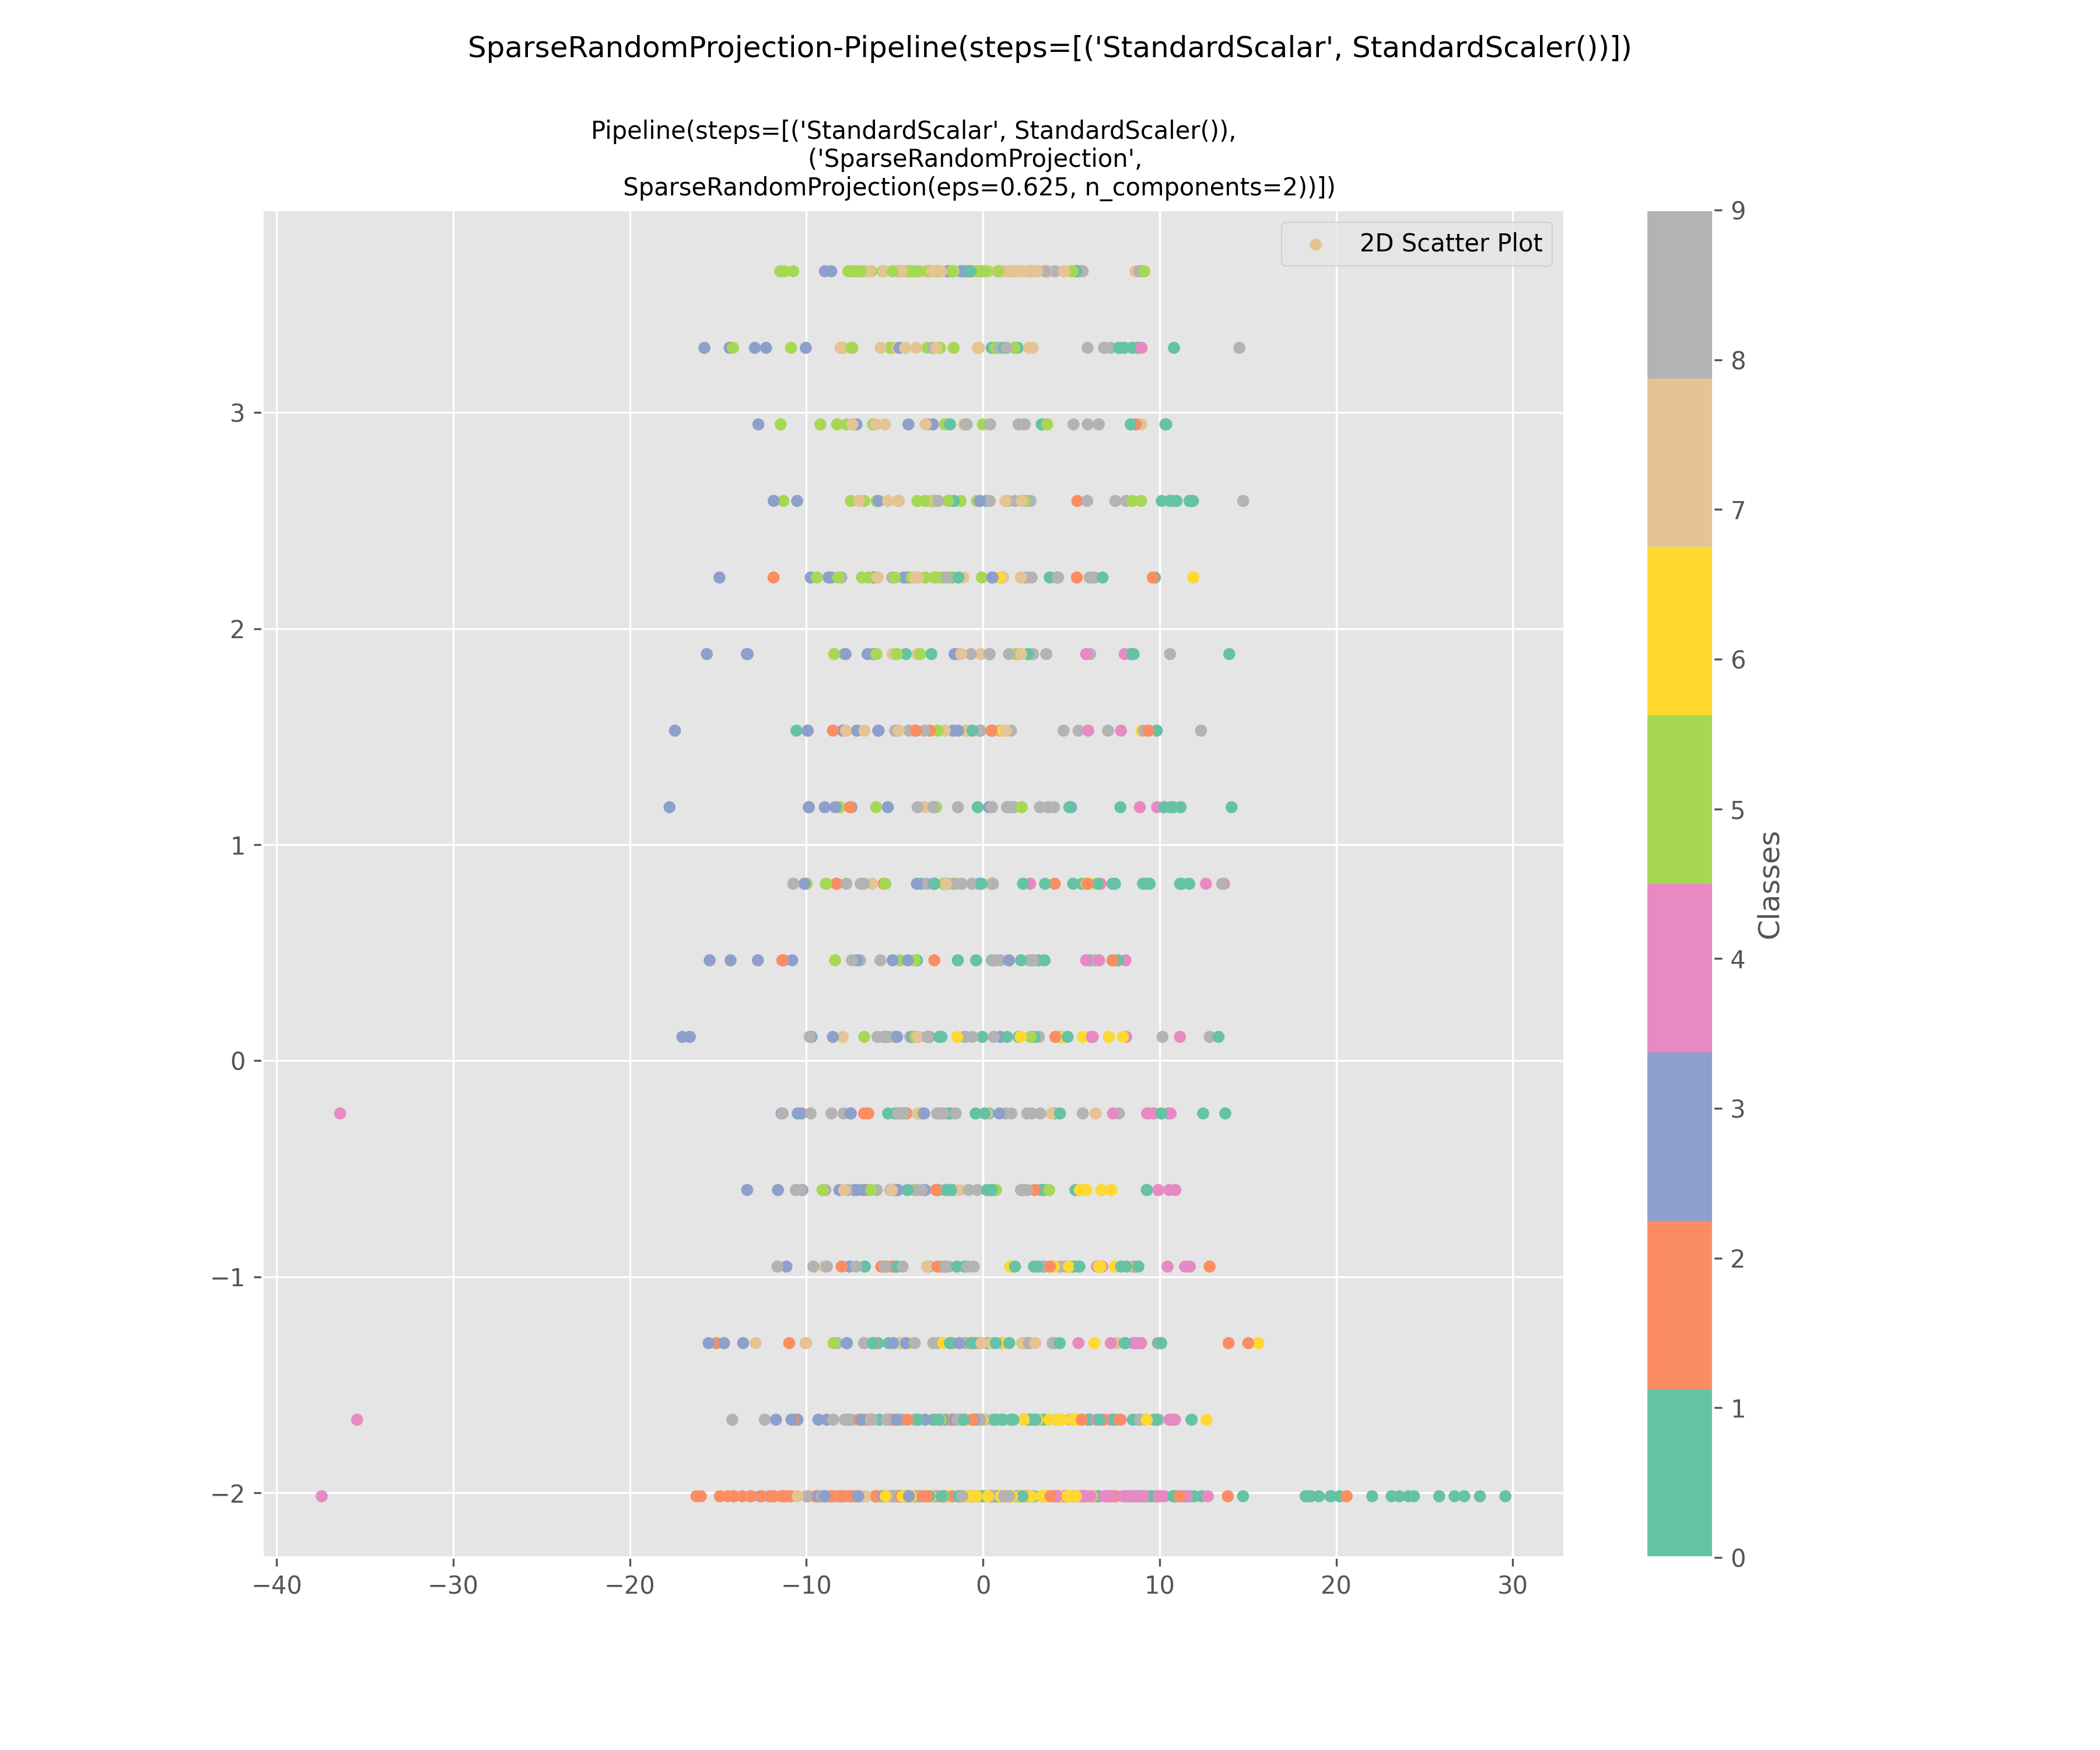 SparseRandomProjection-Pipeline(steps=[('StandardScalar', StandardScaler())])
Pipeline(steps=[('StandardScalar', StandardScaler()),
('SparseRandomProjection',
SparseRandomProjection(eps=0.625, n_components=2))])
2D Scatter Plot
3
2
1
0
−1
−2
−40 −30 −20 −10 0 10 20 30
9
8
7
6
5
4
3
2
1
0
Classes